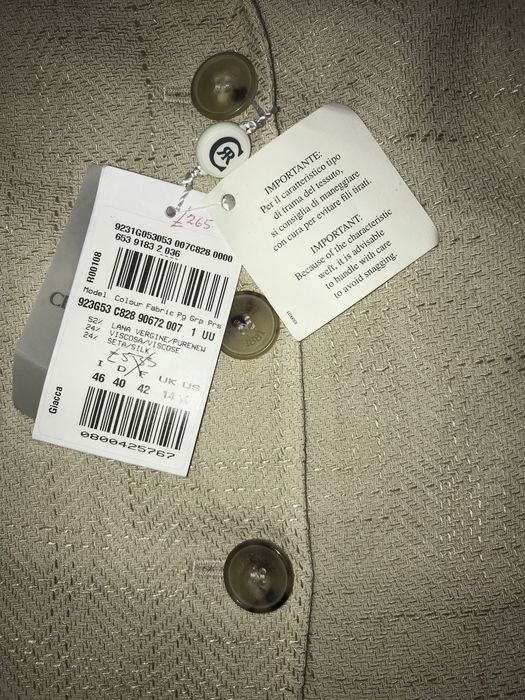 £265
9231G053053 007C828 0000
653 9183 2 036
R00108
Model Colour Fabric Pg Grp Prs
923G53 C828 90672 007 1 UU
52% LANA VERGINE/PURENEW
24% VISCOSA/VISCOSE
24% SETA/SILK
£535
I D F UK US
46 40 42 14
0800425767
Giacca
IMPORTANTE:
Per il caratteristico tipo
di trama del tessuto,
si consiglia di maneggiare
con cura per evitare fili tirati.
IMPORTANT:
Because of the characteristic
weft, it is advisable
to handle with care
to avoid snagging.